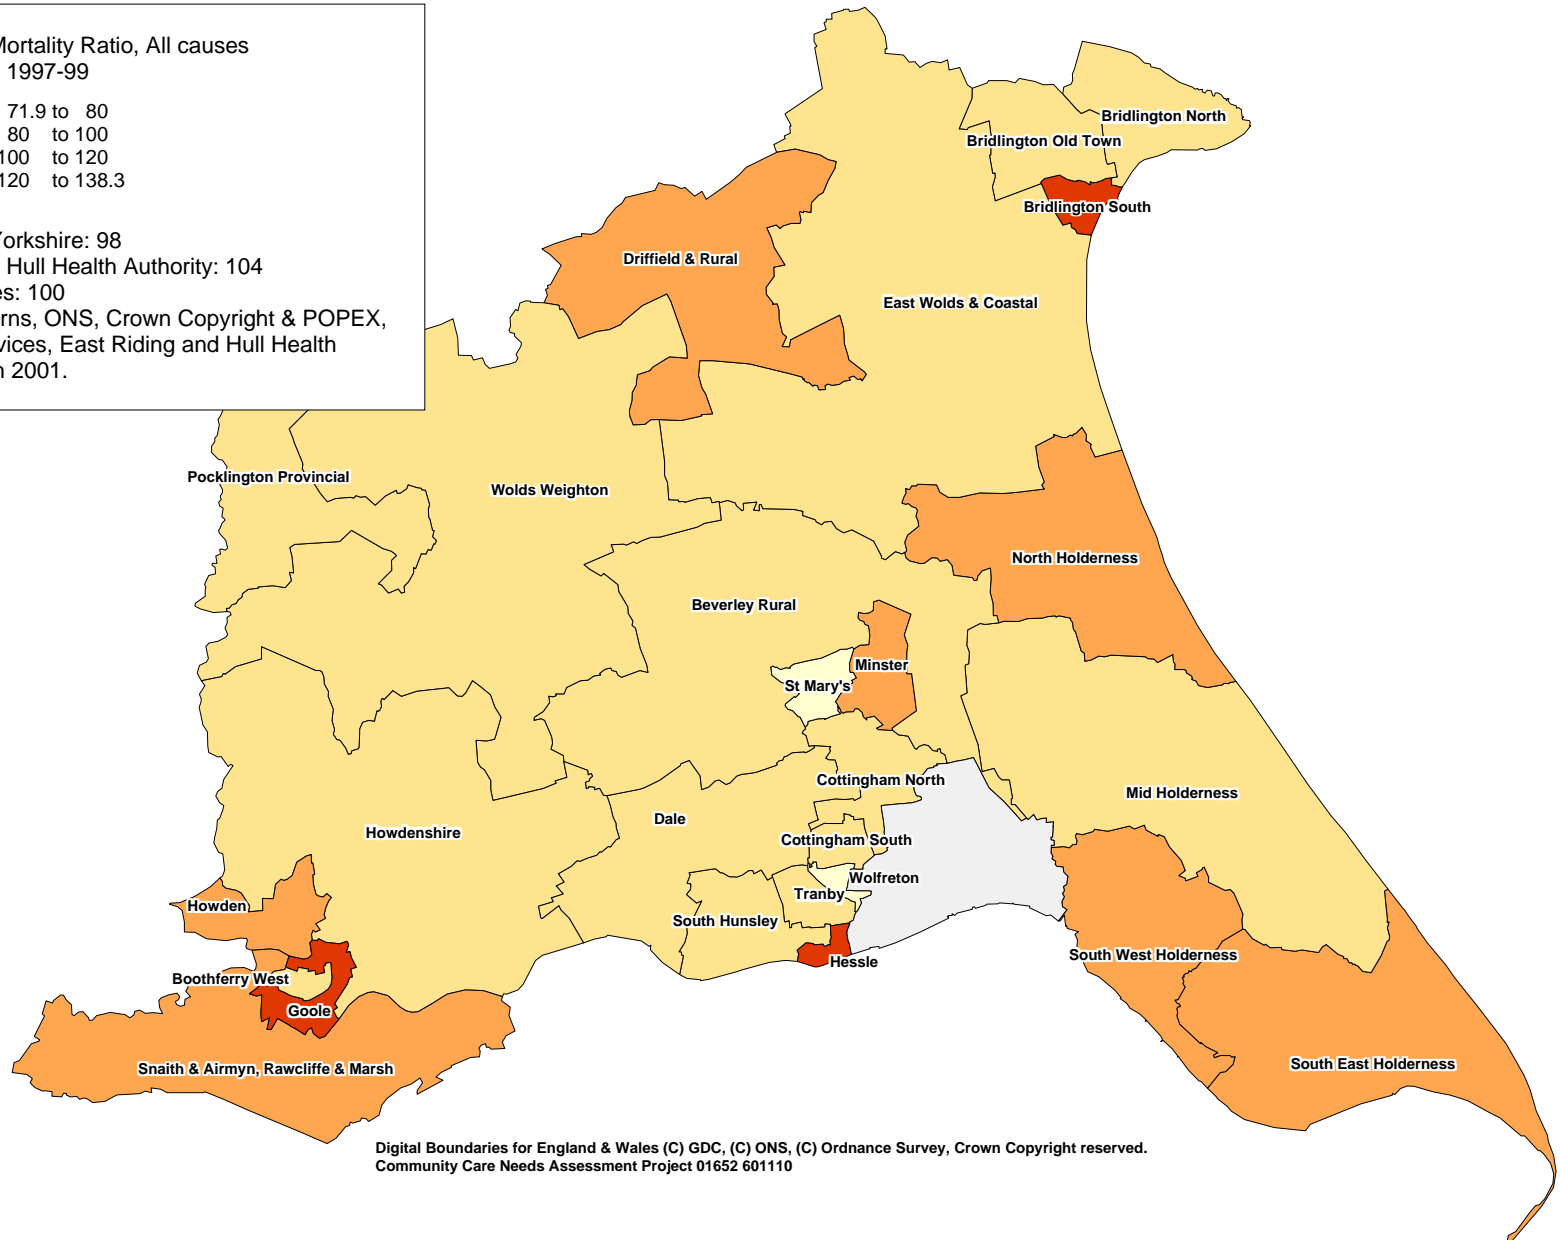 Mortality Ratio, All causes
1997-99
71.9 to 80
80 to 100
100 to 120
120 to 138.3
Yorkshire: 98
Hull Health Authority: 104
100
ONS, Crown Copyright & POPEX,
East Riding and Hull Health
2001.
Bridlington North
Bridlington Old Town
Bridlington South
Driffield & Rural
East Wolds & Coastal
Pocklington Provincial
Wolds Weighton
North Holderness
Beverley Rural
Minster
St Mary's
Cottingham North
Mid Holderness
Dale
Howdenshire
Cottingham South
Wolfreton
Tranby
Howden
South Hunsley
Hessle
South West Holderness
Boothferry West
Goole
South East Holderness
Snaith & Airmyn, Rawcliffe & Marsh
Digital Boundaries for England & Wales (C) GDC, (C) ONS, (C) Ordnance Survey, Crown Copyright reserved.
Community Care Needs Assessment Project 01652 601110